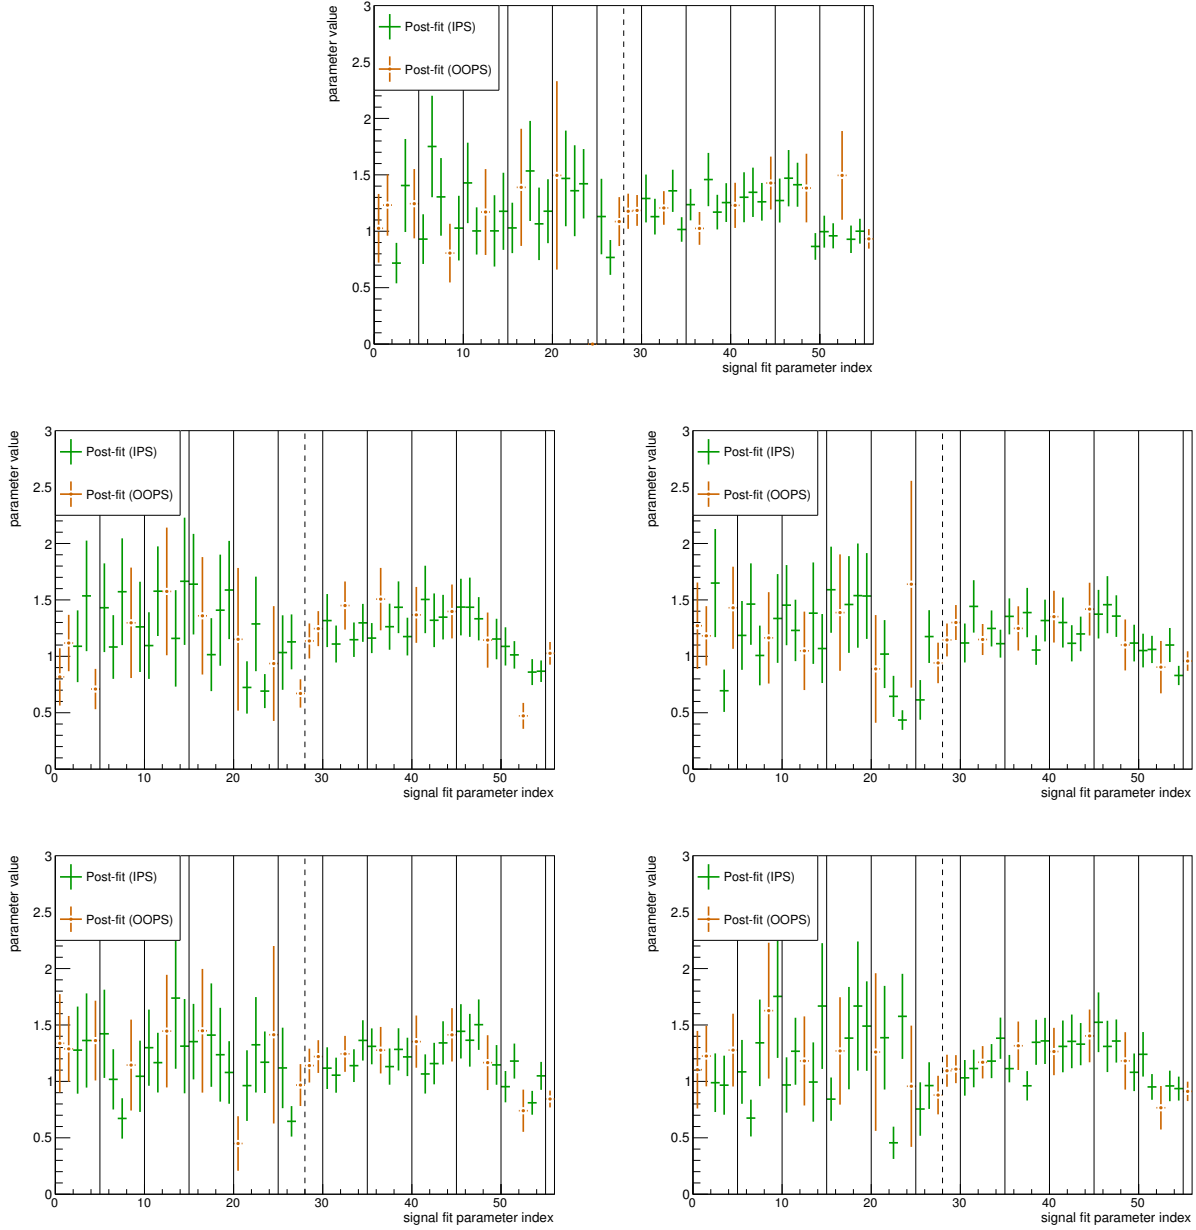 parameter value
3
2.5
2
1.5
1
0.5
0
Post-fit (IPS)
Post-fit (OOPS)
0 10 20 30 40 50
signal fit parameter index
parameter value
3
2.5
2
1.5
1
0.5
0
Post-fit (IPS)
Post-fit (OOPS)
0 10 20 30 40 50
signal fit parameter index
parameter value
3
2.5
2
1.5
1
0.5
0
Post-fit (IPS)
Post-fit (OOPS)
0 10 20 30 40 50
signal fit parameter index
parameter value
3
2.5
2
1.5
1
0.5
0
Post-fit (IPS)
Post-fit (OOPS)
0 10 20 30 40 50
signal fit parameter index
parameter value
3
2.5
2
1.5
1
0.5
0
Post-fit (IPS)
Post-fit (OOPS)
0 10 20 30 40 50
signal fit parameter index